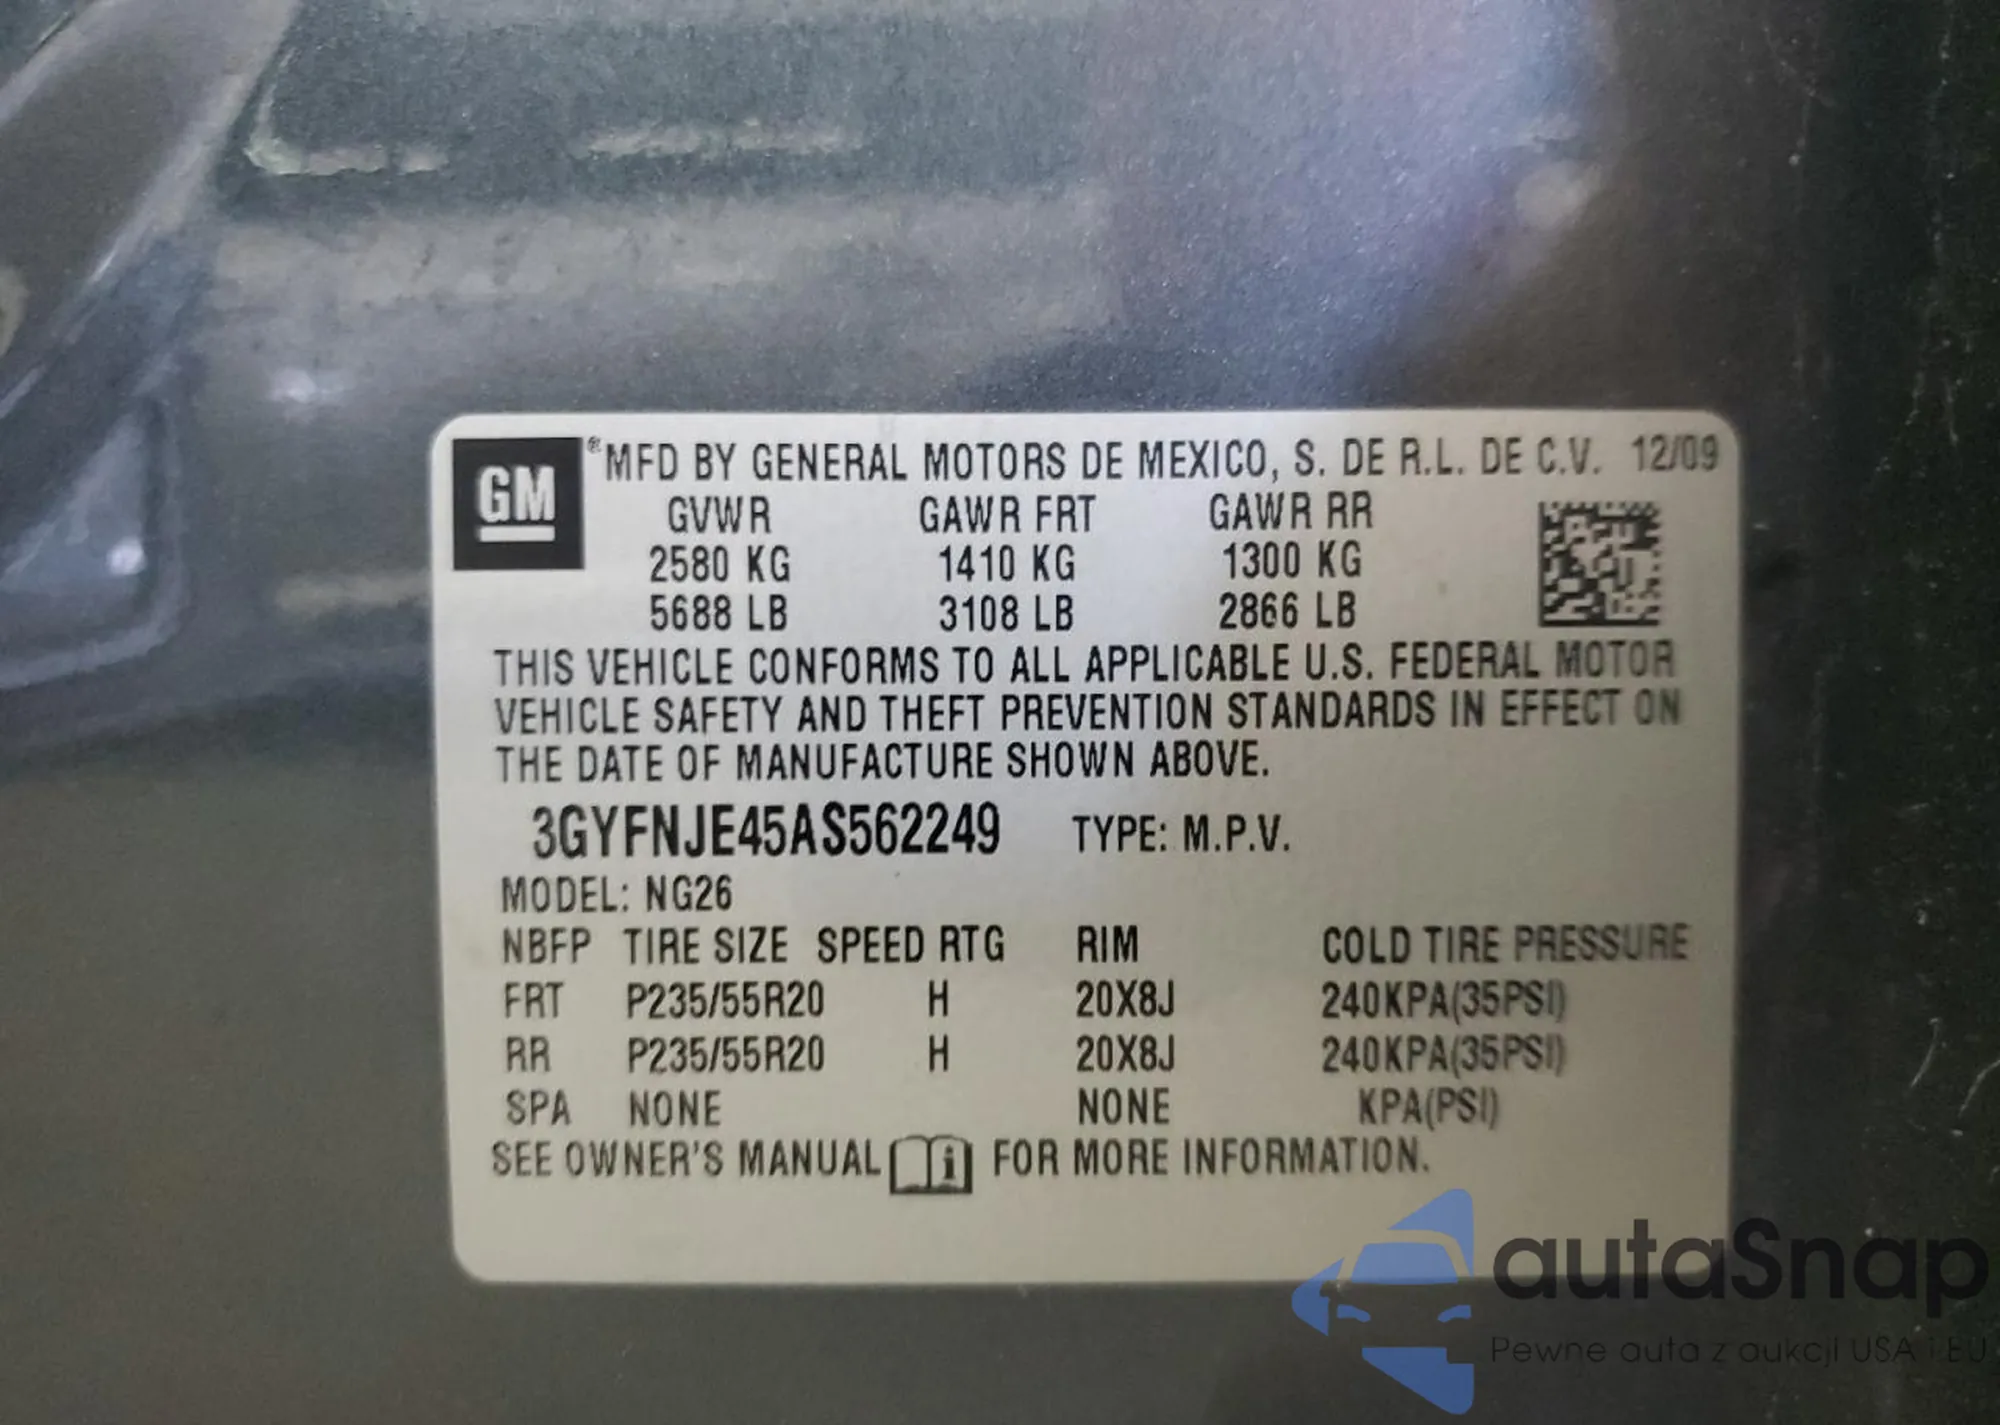 GM
® MFD BY GENERAL MOTORS DE MEXICO, S. DE R.L. DE C.V. 12/09
GVWR GAWR FRT GAWR RR
2580 KG 1410 KG 1300 KG
5688 LB 3108 LB 2866 LB
THIS VEHICLE CONFORMS TO ALL APPLICABLE U.S. FEDERAL MOTOR
VEHICLE SAFETY AND THEFT PREVENTION STANDARDS IN EFFECT ON
THE DATE OF MANUFACTURE SHOWN ABOVE.
3GYFNJE45AS562249 TYPE: M.P.V.
MODEL: NG26
NBFP TIRE SIZE SPEED RTG RIM COLD TIRE PRESSURE
FRT P235/55R20 H 20X8J 240KPA(35PSI)
RR P235/55R20 H 20X8J 240KPA(35PSI)
SPA NONE NONE KPA(PSI)
SEE OWNER'S MANUAL i FOR MORE INFORMATION.
autaSnap
Pewne auta z aukcji USA i EU